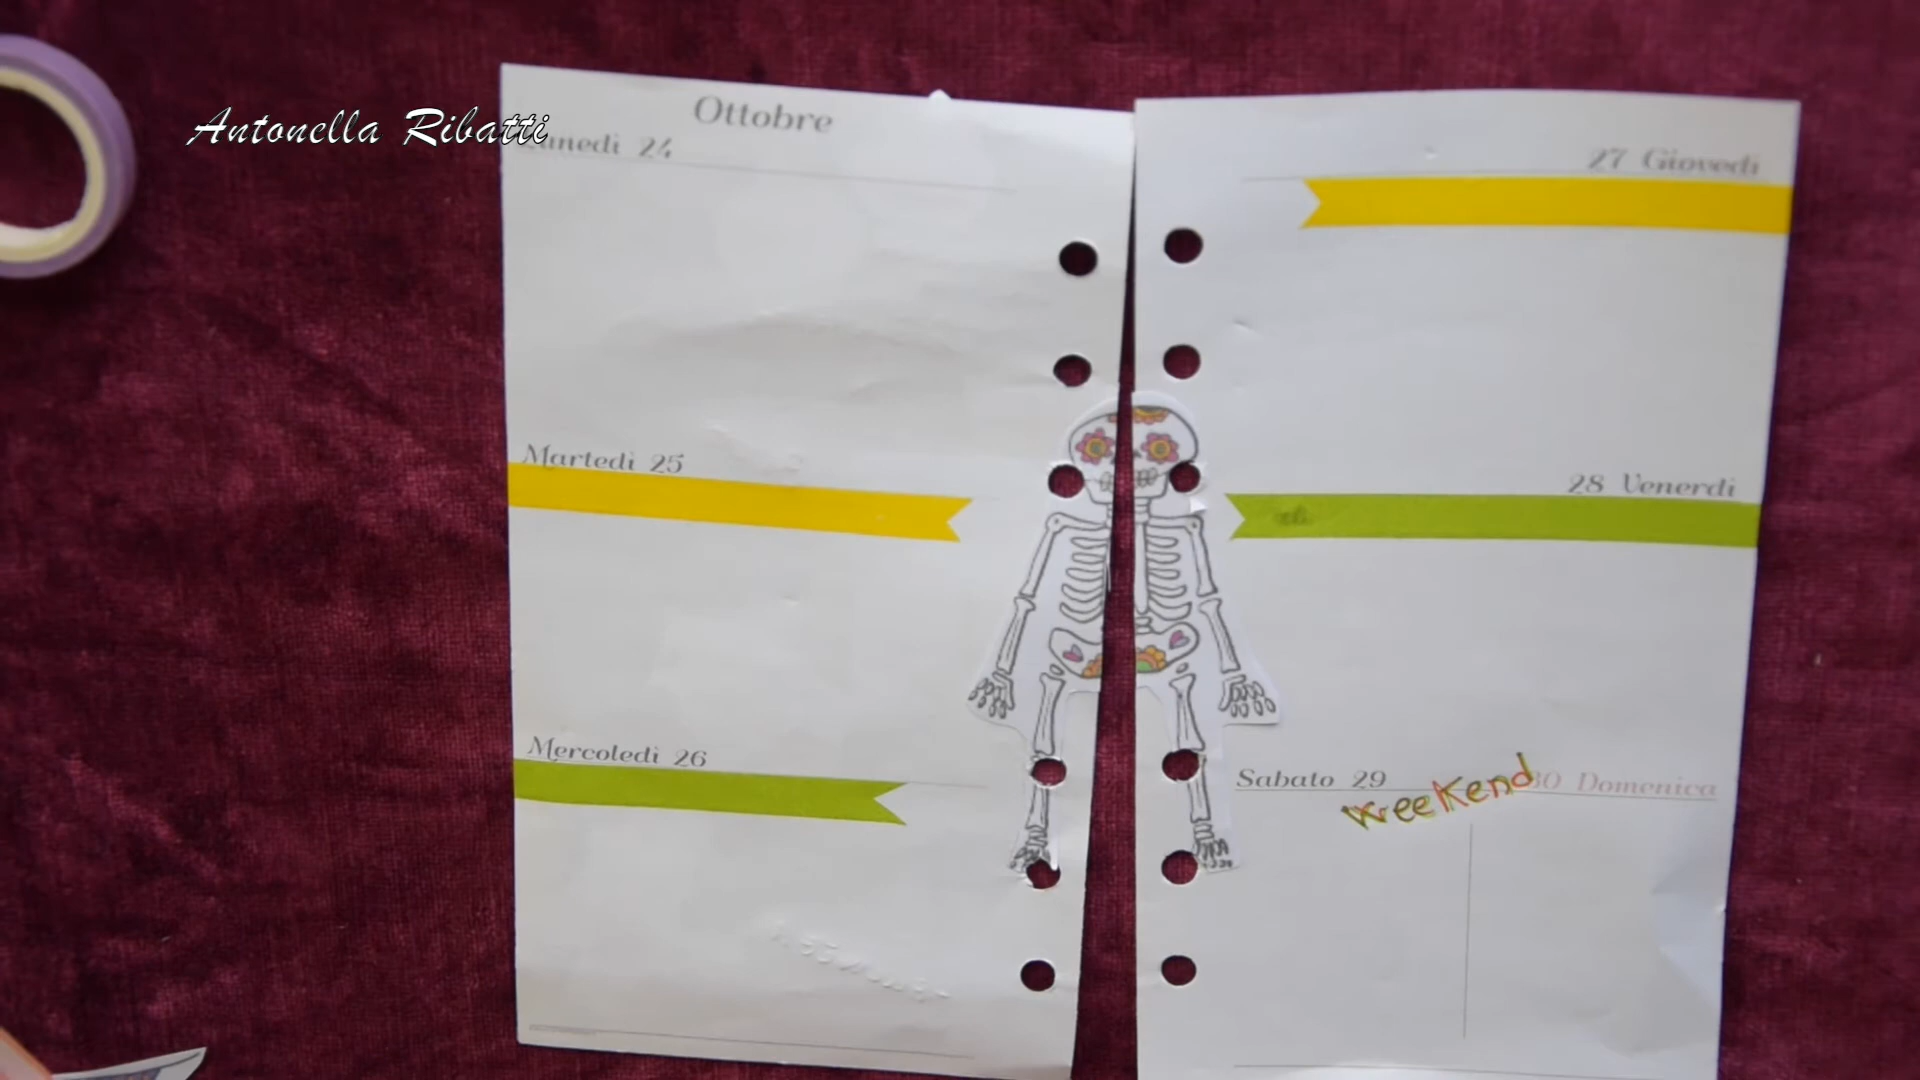 Antonella Ribatti
Ottobre
Lunedì 24
27 Giovedì
Martedì 25
28 Venerdì
Mercoledì 26
Sabato 29
weekend
30 Domenica